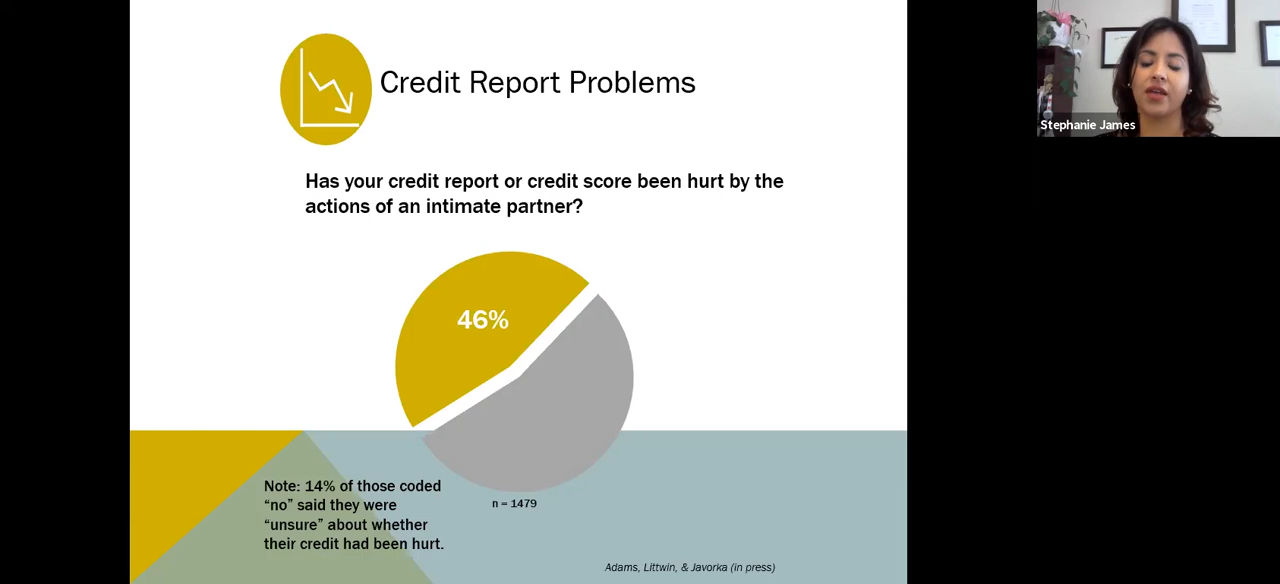 Credit Report Problems
Stephanie James
Has your credit report or credit score been hurt by the
actions of an intimate partner?
46%
Note: 14% of those coded
“no” said they were
“unsure” about whether
their credit had been hurt.
n = 1479
Adams, Littwin, & Javorka (in press)